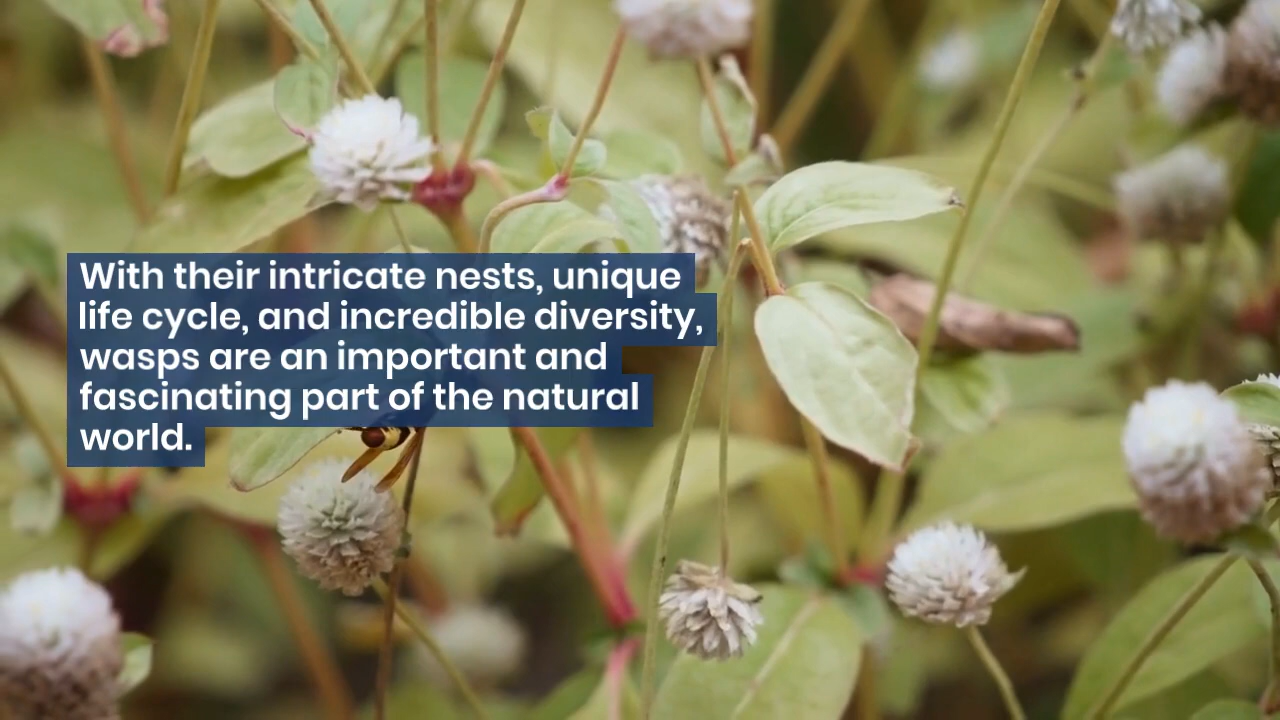 With their intricate nests, unique
life cycle, and incredible diversity,
wasps are an important and
fascinating part of the natural
world.